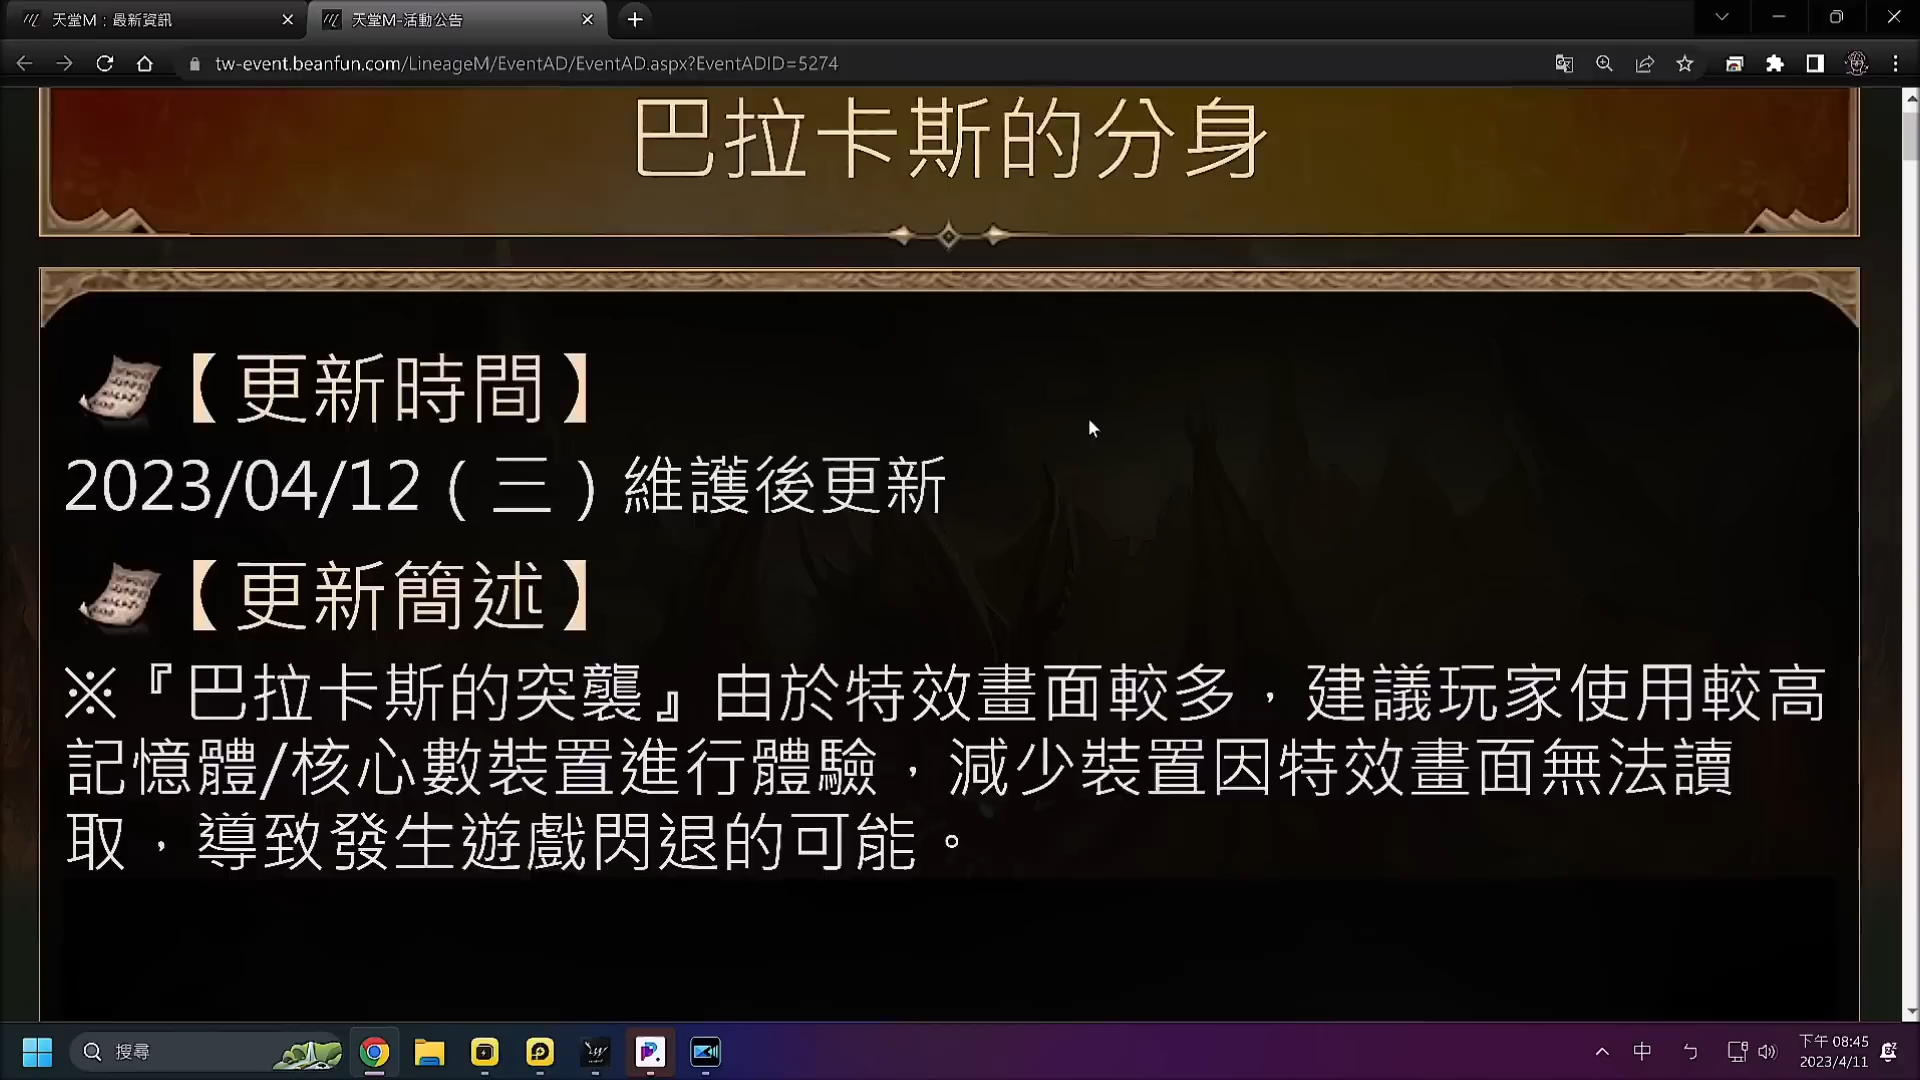 天堂M：最新資訊
天堂M-活動公告
tw-event.beanfun.com/LineageM/EventAD/EventAD.aspx?EventADID=5274
巴拉卡斯的分身
【更新時間】
2023/04/12（三）維護後更新
【更新簡述】
※『巴拉卡斯的突襲』由於特效畫面較多，建議玩家使用較高
記憶體/核心數裝置進行體驗，減少裝置因特效畫面無法讀
取，導致發生遊戲閃退的可能。
搜尋
中
ㄅ
下午 08:45
2023/4/11